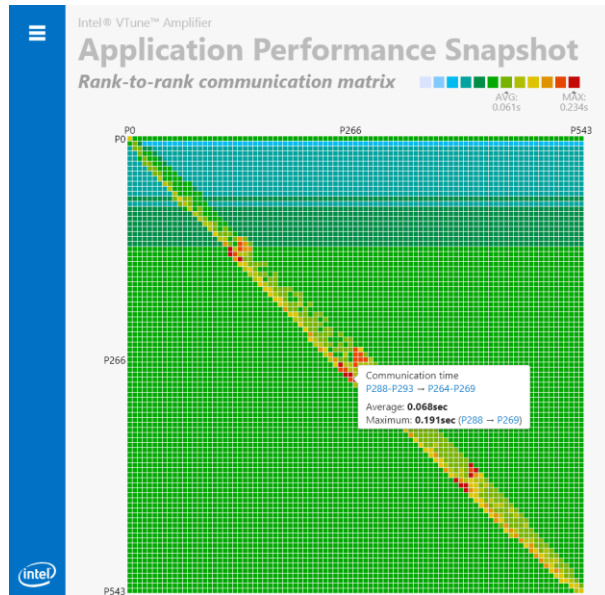 Intel® VTune™ Amplifier
Application Performance Snapshot
Rank-to-rank communication matrix
AVG: MAX:
0.061s 0.234s
P0 P266 P543
P0
P266
Communication time
P288-P293 → P264-P269
Average: 0.068sec
Maximum: 0.191sec (P288 → P269)
P543
intel